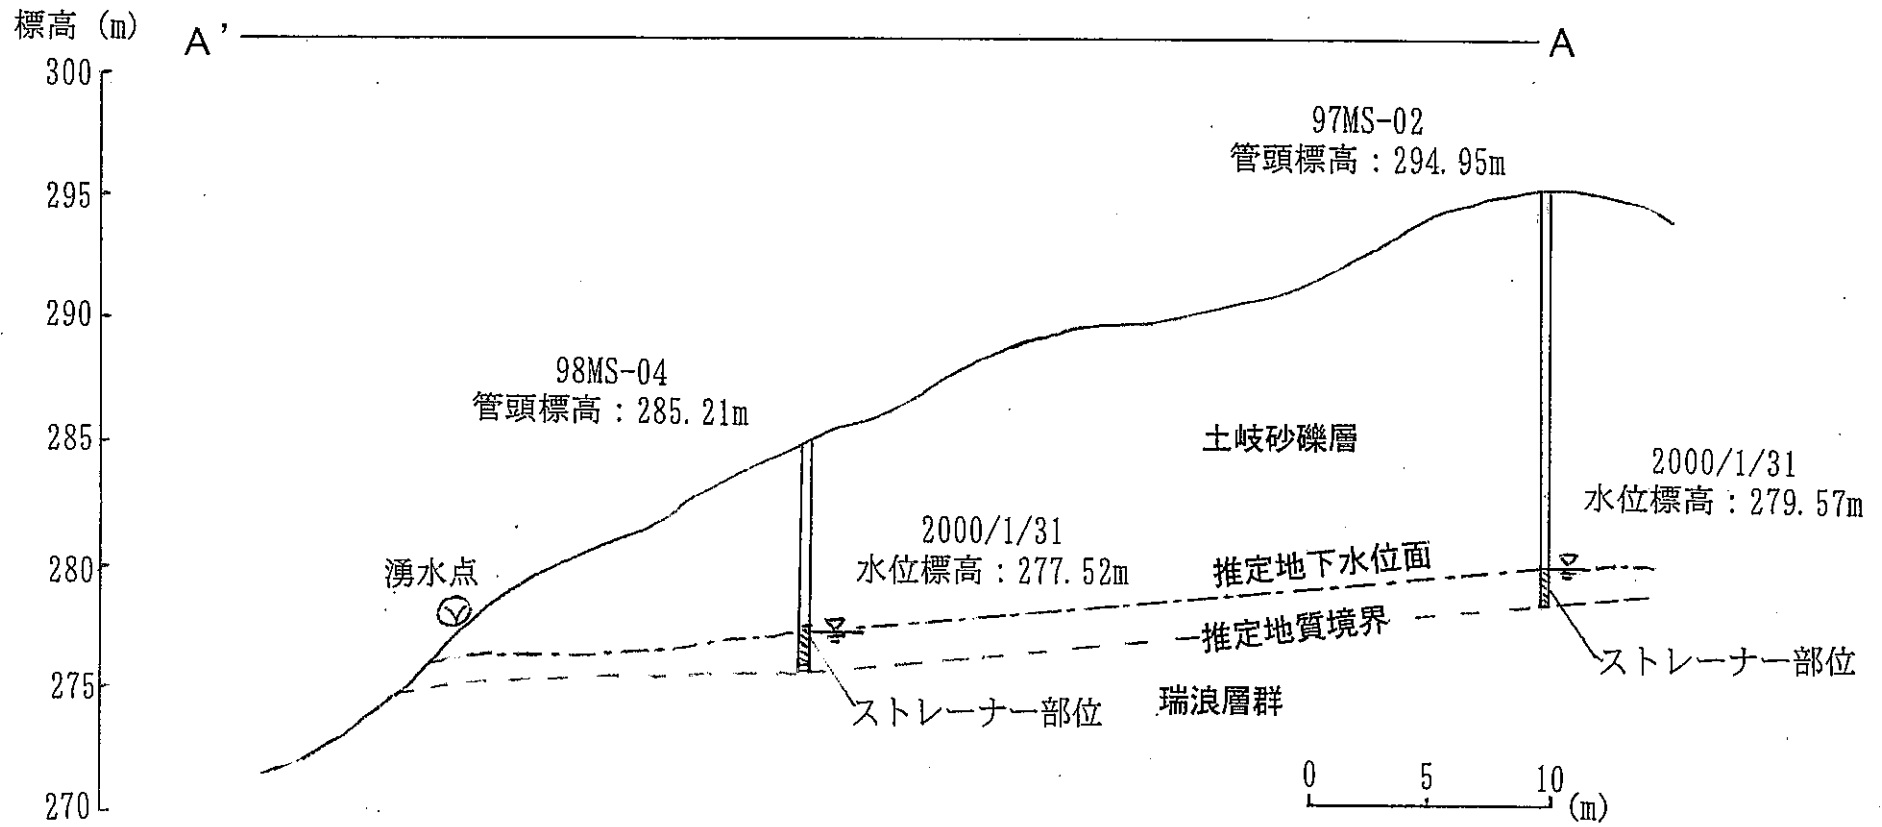 標高 (m)
A’
A
300
295
290
285
280
275
270
97MS-02
管頭標高：294.95m
98MS-04
管頭標高：285.21m
土岐砂礫層
2000/1/31
水位標高：279.57m
2000/1/31
水位標高：277.52m
湧水点
推定地下水位面
推定地質境界
ストレーナー部位
ストレーナー部位
瑞浪層群
0 5 10
(m)